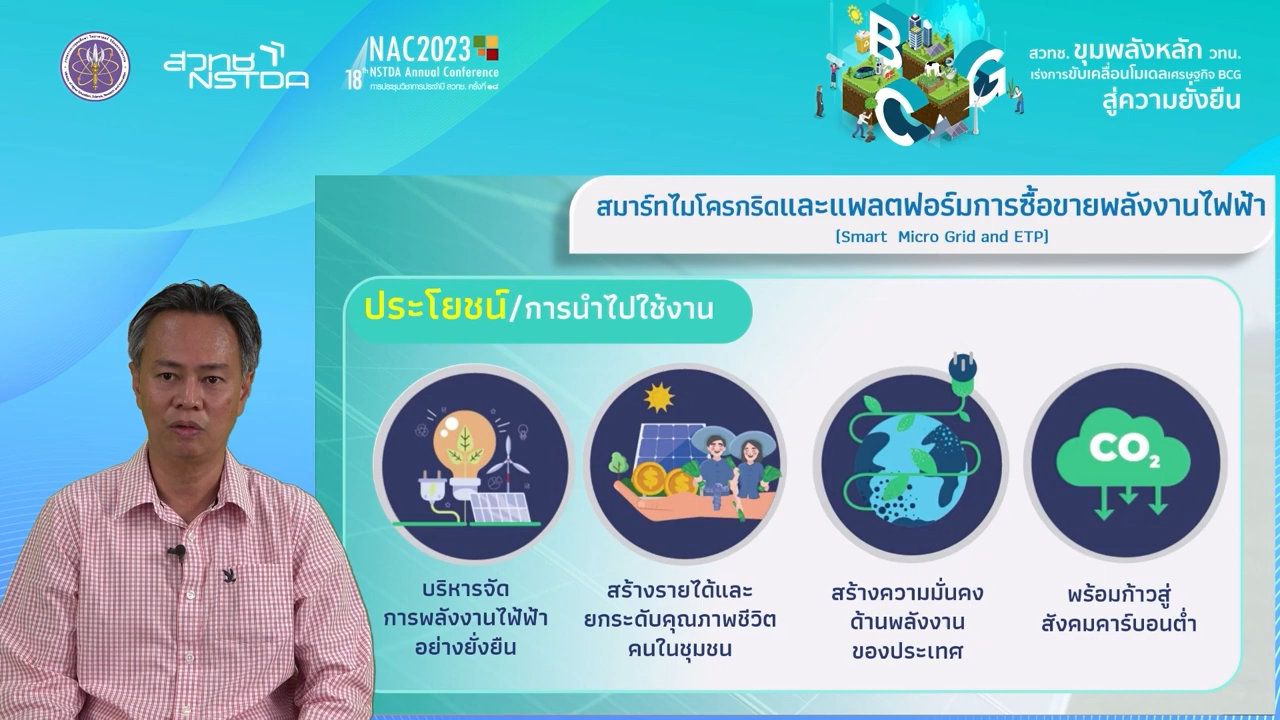 สวทช
NSTDA
18th
NAC2023
NSTDA Annual Conference
การประชุมวิชาการประจำปี สวทช. ครั้งที่ ๑๘
BCG
สวทช. ขุมพลังหลัก วทน.
เร่งการขับเคลื่อนโมเดลเศรษฐกิจ BCG
สู่ความยั่งยืน
สมาร์ทไมโครกริดและแพลตฟอร์มการซื้อขายพลังงานไฟฟ้า
(Smart Micro Grid and ETP)
ประโยชน์/การนำไปใช้งาน
CO2
บริหารจัด
การพลังงานไฟ้ฟ้า
อย่างยั่งยืน
สร้างรายได้และ
ยกระดับคุณภาพชีวิต
คนในชุมชน
สร้างความมั่นคง
ด้านพลังงาน
ของประเทศ
พร้อมก้าวสู่
สังคมคาร์บอนต่ำ